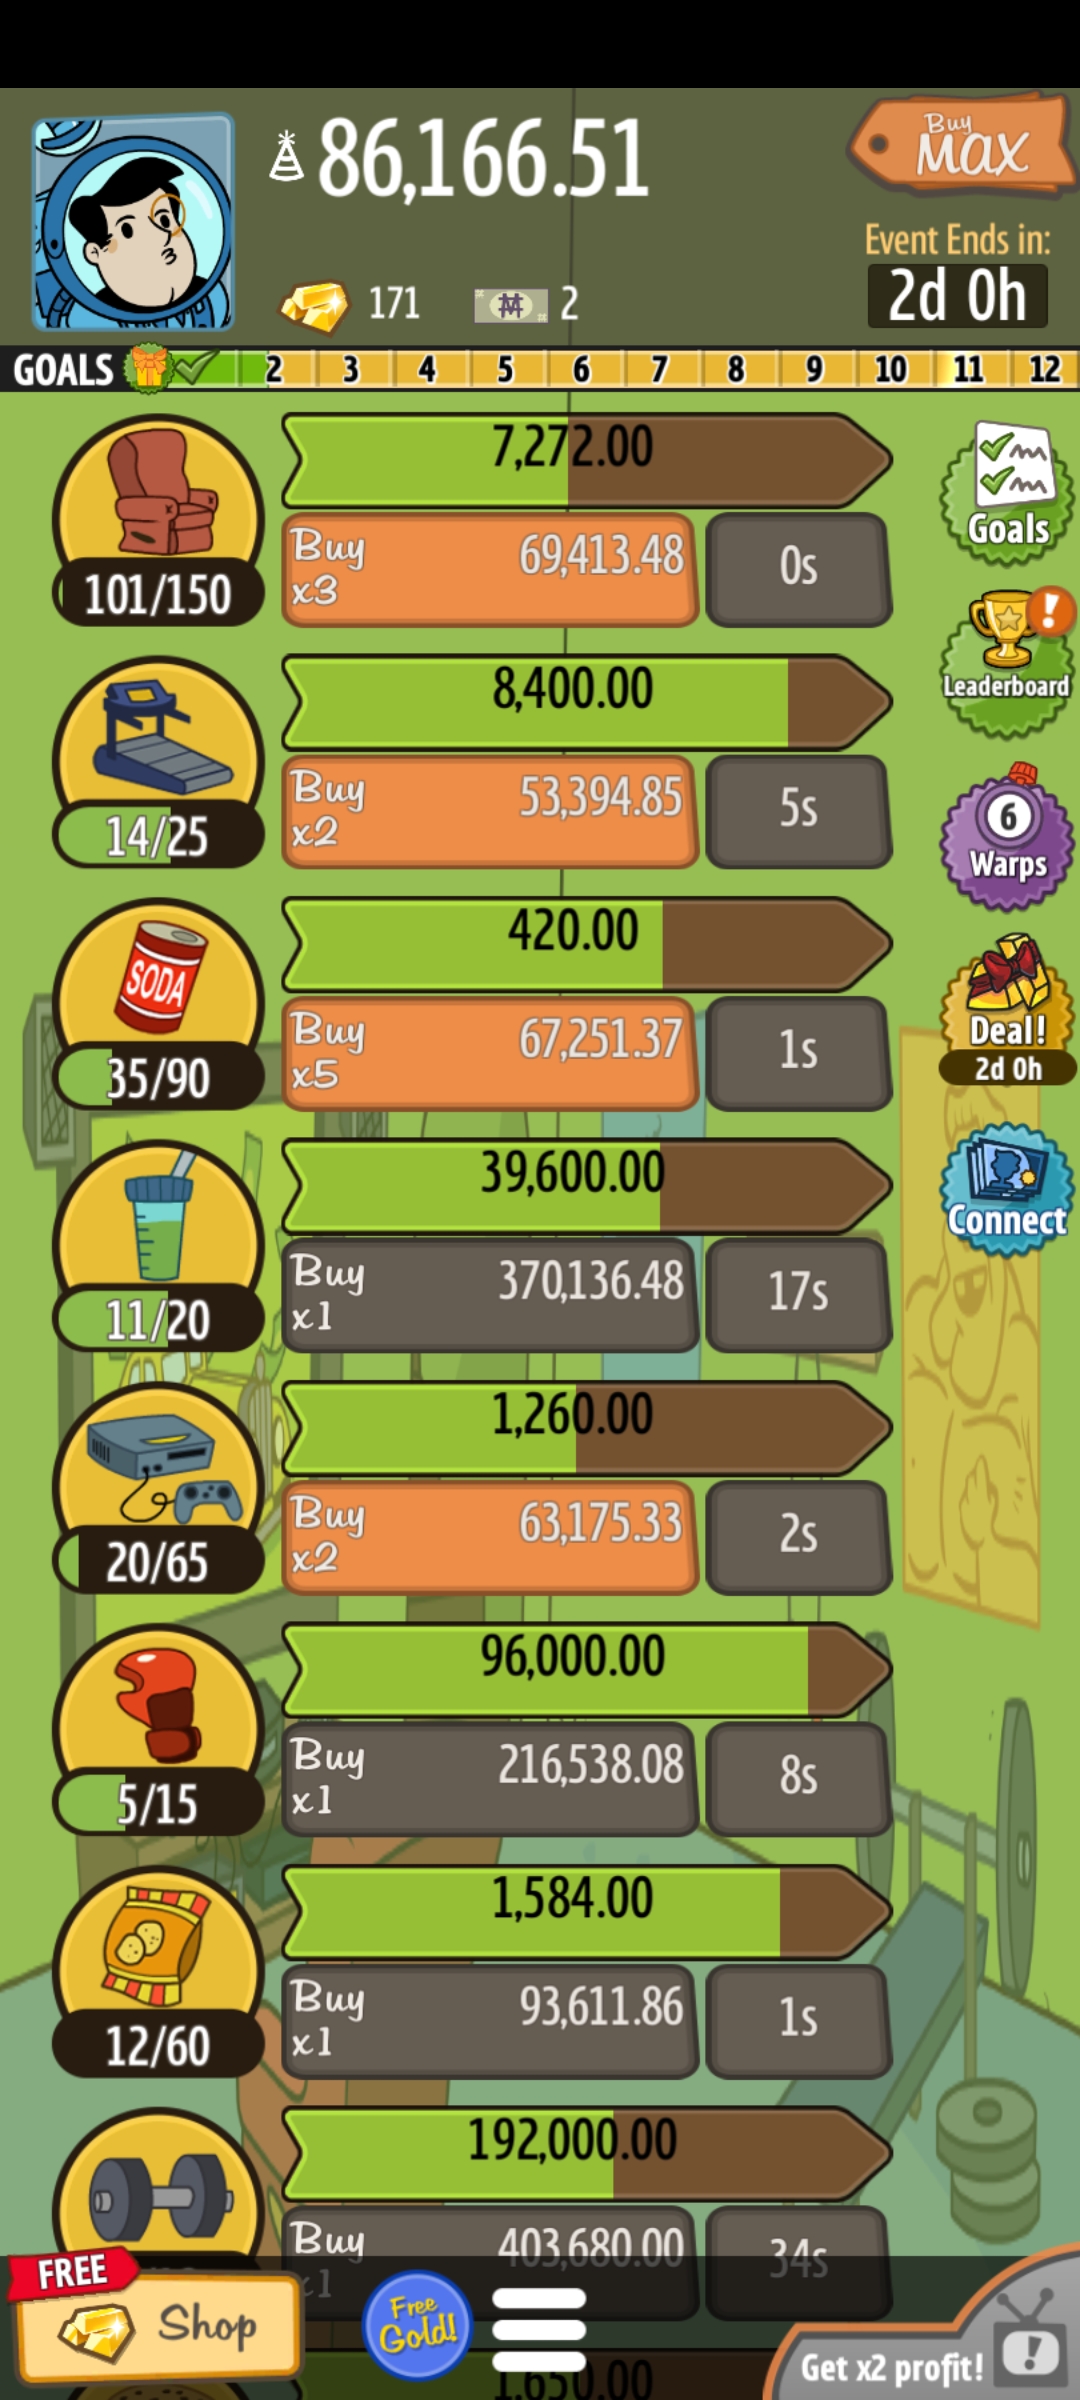 86,166.51
Buy
MAX
Event Ends in:
2d 0h
171
2
GOALS 2 3 4 5 6 7 8 9 10 11 12
7,272.00
Buy
x3
69,413.48
0s
101/150
Goals
8,400.00
Buy
x2
53,394.85
5s
14/25
!
Leaderboard
420.00
SODA
Buy
x5
67,251.37
1s
35/90
6
Warps
Deal!
2d 0h
39,600.00
Buy
x1
370,136.48
17s
11/20
Connect
1,260.00
Buy
x2
63,175.33
2s
20/65
96,000.00
Buy
x1
216,538.08
8s
5/15
1,584.00
Buy
x1
93,611.86
1s
12/60
192,000.00
Buy
x1
403,680.00
34s
FREE
Shop
Free
Gold!
1,650.00
Get x2 profit!
!